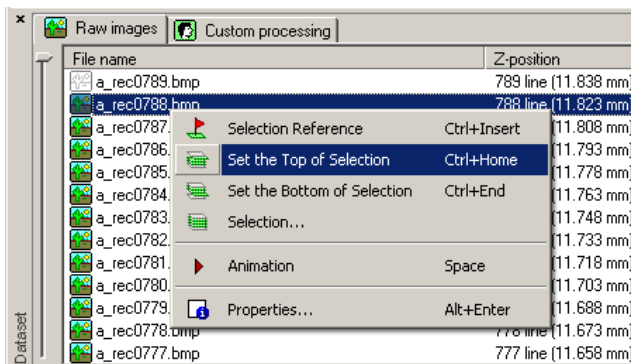 Raw images Custom processing
File name Z-position
a_rec0789.bmp 789 line (11.838 mm)
a_rec0788.bmp 788 line (11.823 mm)
a_rec0787. (11.808 mm)
Selection Reference Ctrl+Insert
a_rec0786. (11.793 mm)
Set the Top of Selection Ctrl+Home
a_rec0785. (11.778 mm)
a_rec0784. (11.763 mm)
Set the Bottom of Selection Ctrl+End
a_rec0783. (11.748 mm)
Selection...
a_rec0782. (11.733 mm)
a_rec0781. (11.718 mm)
Animation Space
a_rec0780. (11.703 mm)
a_rec0779. (11.688 mm)
Properties... Alt+Enter
a_rec0778.bmp 778 line (11.673 mm)
a_rec0777.bmp 777 line (11.658 mm)
Dataset